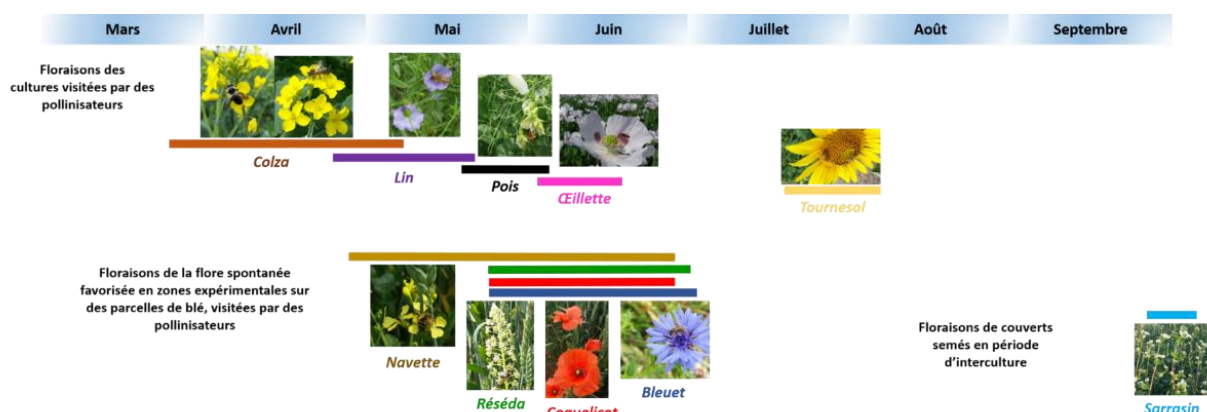 Mars Avril Mai Juin Juillet Août Septembre
Floraisons des
cultures visitées par des
pollinisateurs
Colza
Lin
Pois
Œillette
Tournesol
Floraisons de la flore spontanée
favorisée en zones expérimentales sur
des parcelles de blé, visitées par des
pollinisateurs
Navette
Réséda
Coquelicot
Bleuet
Floraisons de couverts
semés en période
d'interculture
Sarrasin